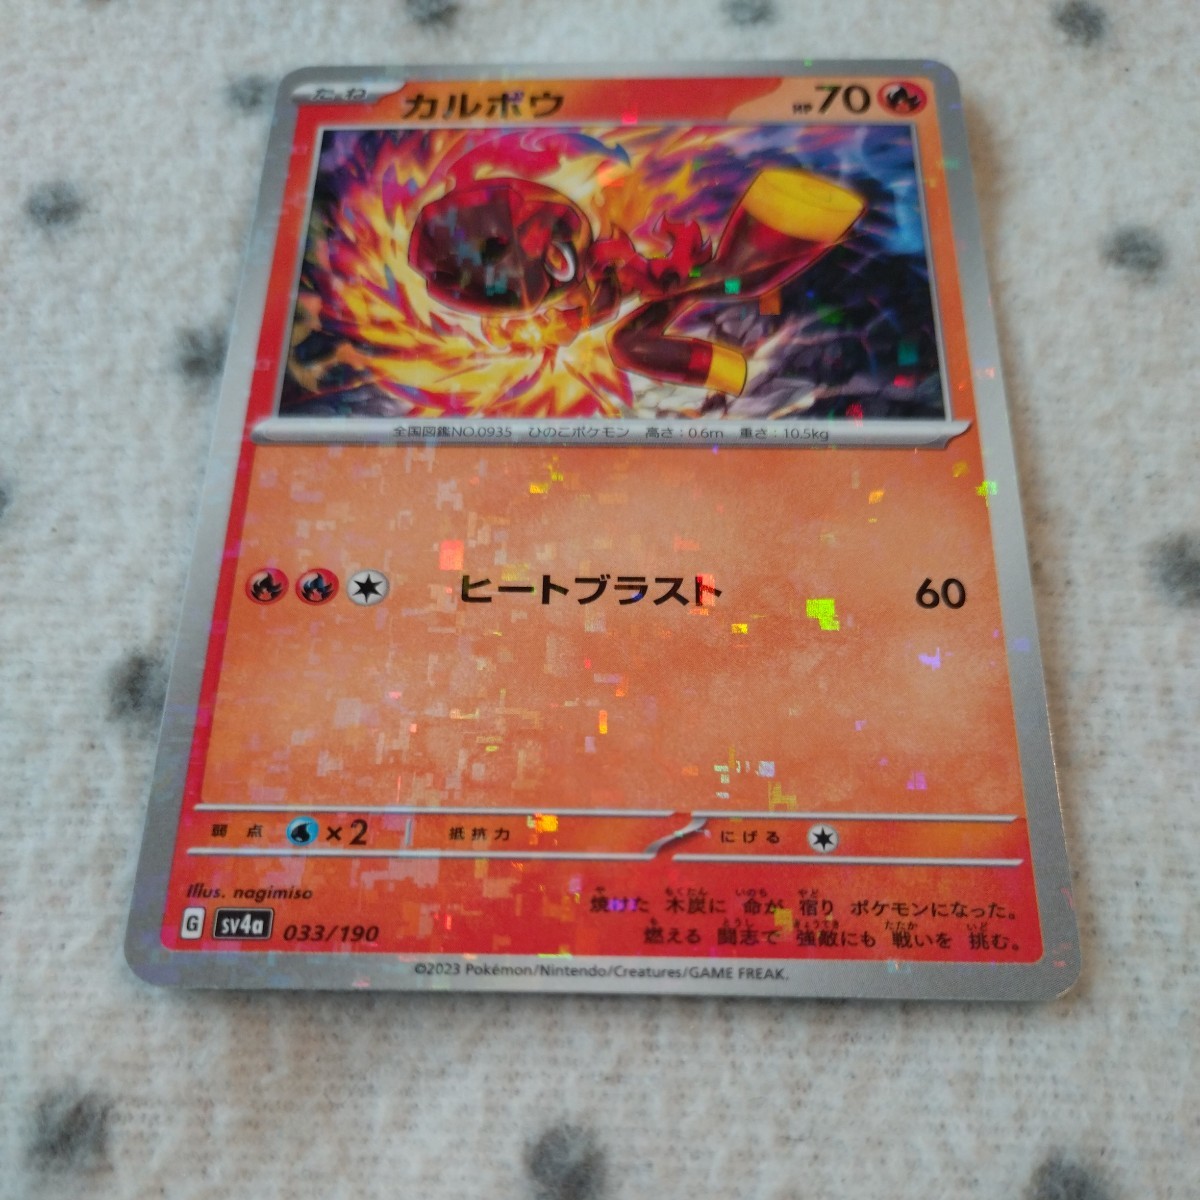 たね カルボウ HP70
全国図鑑NO.0935 ひのこポケモン 高さ:0.6m 重さ:10.5kg
ヒートブラスト 60
弱点 ×2 抵抗力 にげる
Illus. nagimiso
焼けた 木炭に 命が 宿り ポケモンになった。
燃える 闘志で 強敵にも 戦いを 挑む。
G sv4a 033/190
©2023 Pokémon/Nintendo/Creatures/GAME FREAK.